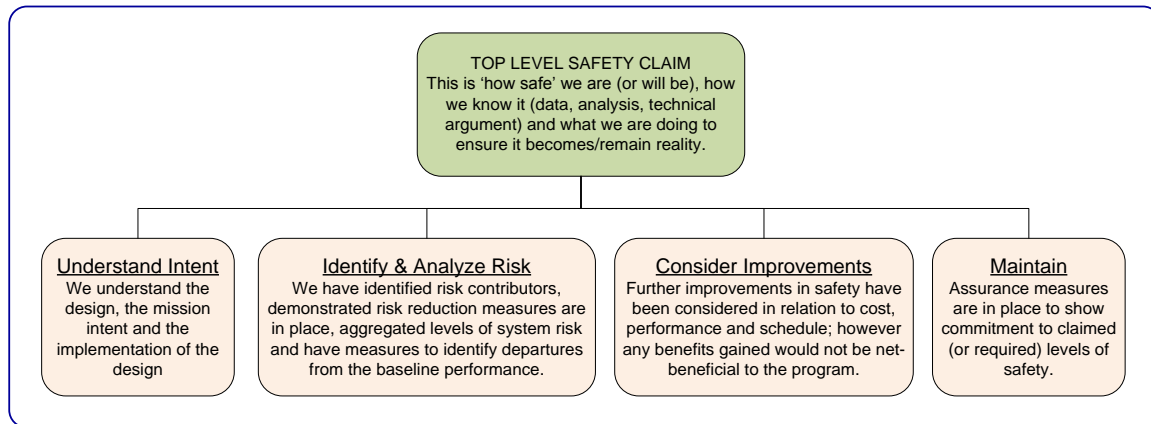 TOP LEVEL SAFETY CLAIM
This is ‘how safe’ we are (or will be), how
we know it (data, analysis, technical
argument) and what we are doing to
ensure it becomes/remain reality.
Understand Intent
We understand the
design, the mission
intent and the
implementation of the
design
Identify & Analyze Risk
We have identified risk contributors,
demonstrated risk reduction measures are
in place, aggregated levels of system risk
and have measures to identify departures
from the baseline performance.
Consider Improvements
Further improvements in safety have
been considered in relation to cost,
performance and schedule; however
any benefits gained would not be net-
beneficial to the program.
Maintain
Assurance measures
are in place to show
commitment to claimed
(or required) levels of
safety.